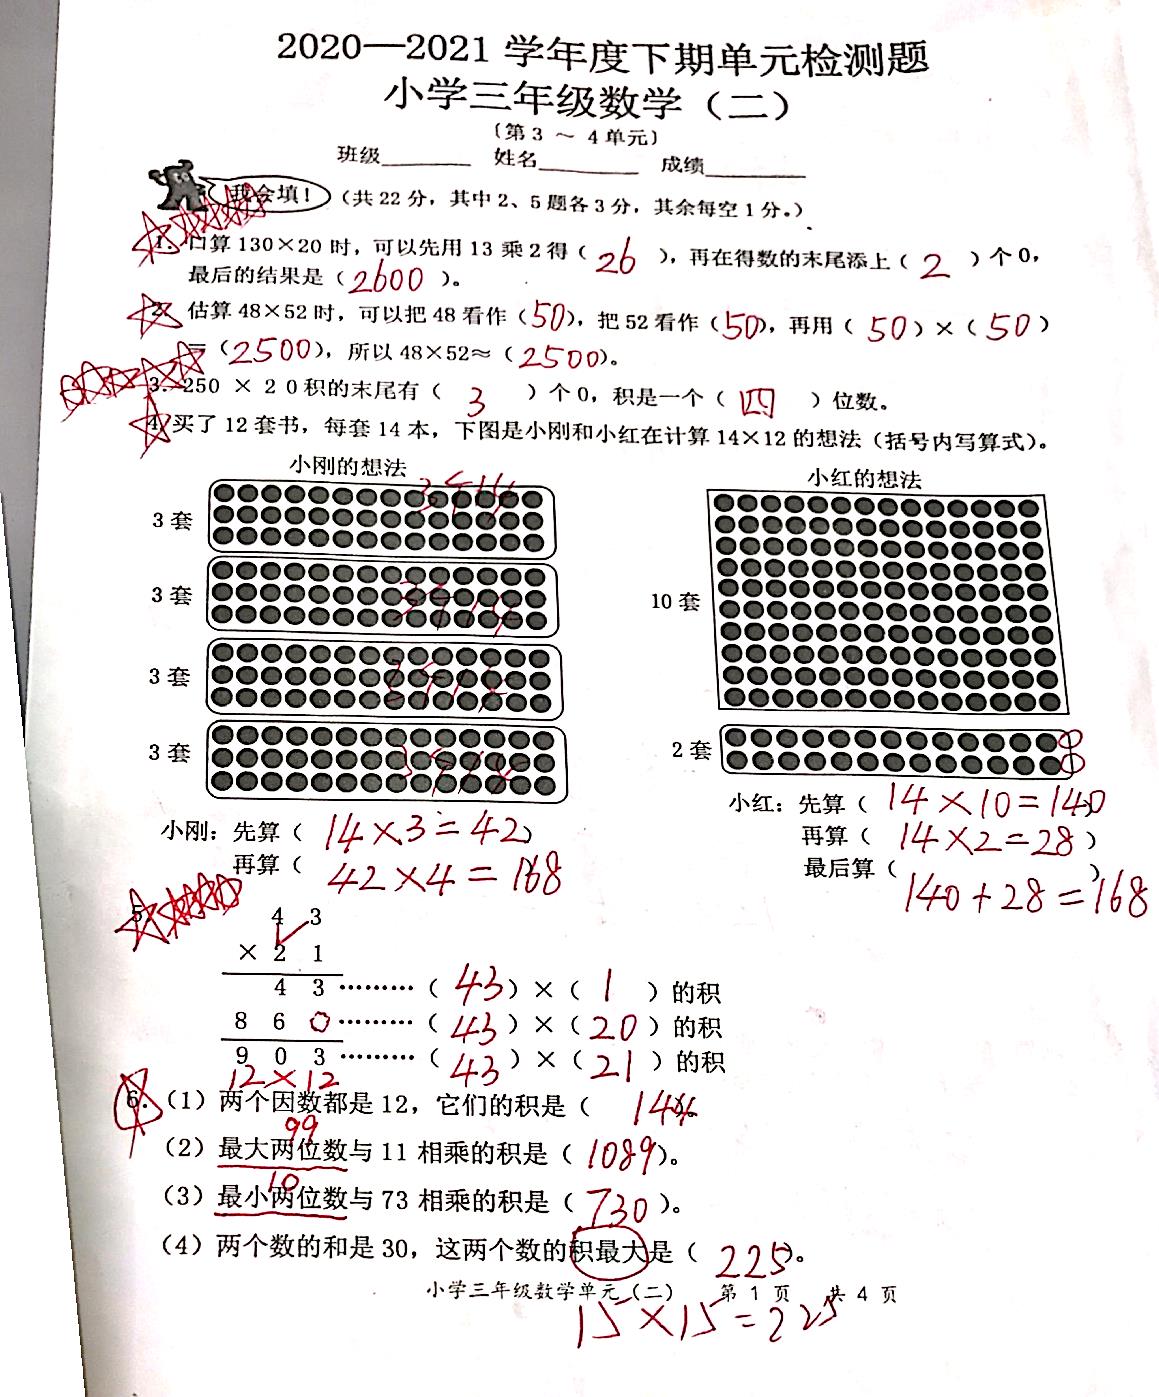 2020—2021 学年度下期单元检测题
小学三年级数学（二）
〔第 3 ～ 4 单元〕
班级______ 姓名______ 成绩______
我会填！（共 22 分，其中 2、5 题各 3 分，其余每空 1 分。）
1. 口算 130×20 时，可以先用 13 乘 2 得（ 26 ），再在得数的末尾添上（ 2 ）个 0，
最后的结果是（ 2600 ）。
2. 估算 48×52 时，可以把 48 看作（50），把 52 看作（50），再用（ 50 ）×（ 50 ）
=（2500），所以 48×52≈（2500）。
3. 250 × 2 0 积的末尾有（ 3 ）个 0，积是一个（ 四 ）位数。
4. 买了 12 套书，每套 14 本，下图是小刚和小红在计算 14×12 的想法（括号内写算式）。
小刚的想法 小红的想法
3 套
3 套
10 套
3 套
3 套
2 套
小红：先算（ 14×10=140 ）
小刚：先算（ 14×3=42 ）
再算（ 14×2=28 ）
再算（ 42×4=168
最后算（ ）
140+28=168
5.
4 3
× 2 1
4 3 ………（ 43 ）×（ 1 ）的积
8 6 0 ………（ 43 ）×（ 20 ）的积
9 0 3 ………（ 43 ）×（ 21 ）的积
12×12
6.（1）两个因数都是 12，它们的积是（ 144 ）。
99
（2）最大两位数与 11 相乘的积是（ 1089 ）。
10
（3）最小两位数与 73 相乘的积是（ 730 ）。
（4）两个数的和是 30，这两个数的积最大是（ 225 ）。
小学三年级数学单元（二） 第 1 页 共 4 页
15×15=225